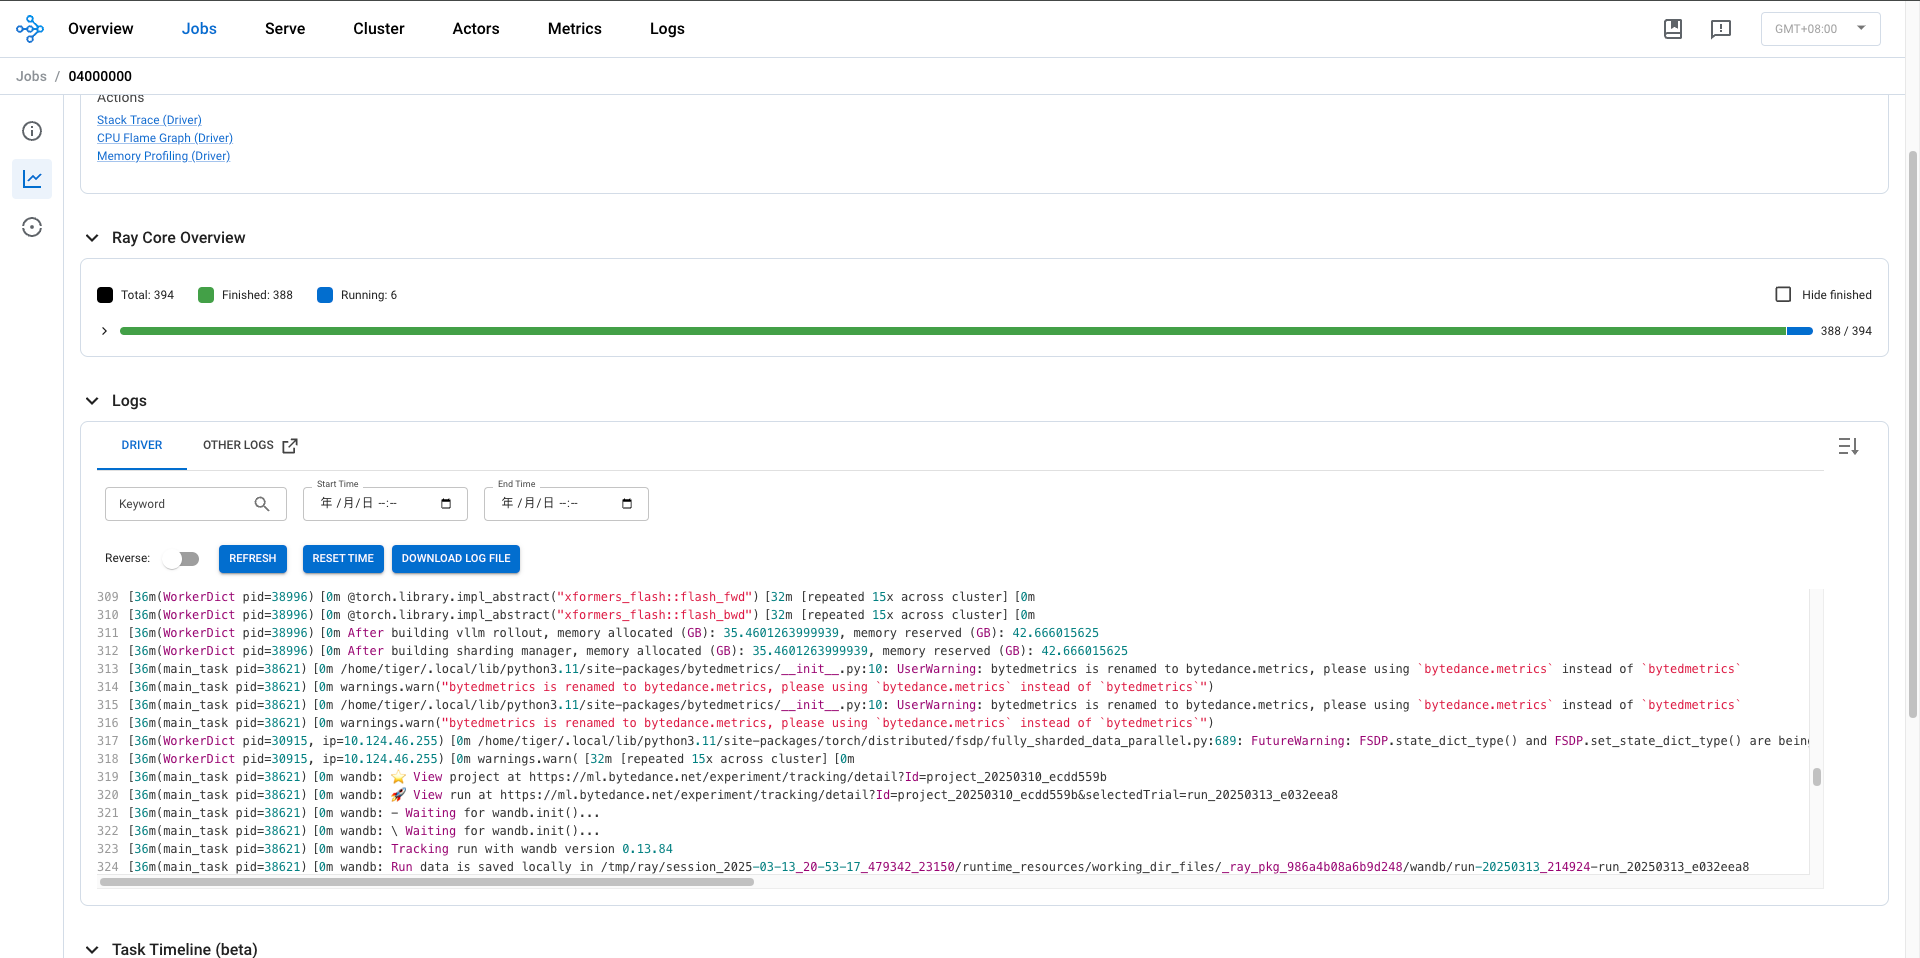 Overview Jobs Serve Cluster Actors Metrics Logs GMT+08:00
Jobs / 04000000
Actions
Stack Trace (Driver)
CPU Flame Graph (Driver)
Memory Profiling (Driver)
Ray Core Overview
Total: 394 Finished: 388 Running: 6 Hide finished
388 / 394
Logs
DRIVER OTHER LOGS
Start Time End Time
Keyword 年 /月/日 --:-- 年 /月/日 --:--
Reverse: REFRESH RESET TIME DOWNLOAD LOG FILE
309 [36m(WorkerDict pid=38996)[0m @torch.library.impl_abstract("xformers_flash::flash_fwd")[32m [repeated 15x across cluster][0m
310 [36m(WorkerDict pid=38996)[0m @torch.library.impl_abstract("xformers_flash::flash_bwd")[32m [repeated 15x across cluster][0m
311 [36m(WorkerDict pid=38996)[0m After building vllm rollout, memory allocated (GB): 35.4601263999939, memory reserved (GB): 42.666015625
312 [36m(WorkerDict pid=38996)[0m After building sharding manager, memory allocated (GB): 35.4601263999939, memory reserved (GB): 42.666015625
313 [36m(main_task pid=38621)[0m /home/tiger/.local/lib/python3.11/site-packages/bytedmetrics/__init__.py:10: UserWarning: bytedmetrics is renamed to bytedance.metrics, please using `bytedance.metrics` instead of `bytedmetrics`
314 [36m(main_task pid=38621)[0m warnings.warn("bytedmetrics is renamed to bytedance.metrics, please using `bytedance.metrics` instead of `bytedmetrics`")
315 [36m(main_task pid=38621)[0m /home/tiger/.local/lib/python3.11/site-packages/bytedmetrics/__init__.py:10: UserWarning: bytedmetrics is renamed to bytedance.metrics, please using `bytedance.metrics` instead of `bytedmetrics`
316 [36m(main_task pid=38621)[0m warnings.warn("bytedmetrics is renamed to bytedance.metrics, please using `bytedance.metrics` instead of `bytedmetrics`")
317 [36m(WorkerDict pid=30915, ip=10.124.46.255)[0m /home/tiger/.local/lib/python3.11/site-packages/torch/distributed/fsdp/fully_sharded_data_parallel.py:689: FutureWarning: FSDP.state_dict_type() and FSDP.set_state_dict_type() are being
318 [36m(WorkerDict pid=30915, ip=10.124.46.255)[0m warnings.warn([32m [repeated 15x across cluster][0m
319 [36m(main_task pid=38621)[0m wandb: ⭐ View project at https://ml.bytedance.net/experiment/tracking/detail?Id=project_20250310_ecdd559b
320 [36m(main_task pid=38621)[0m wandb: 🚀 View run at https://ml.bytedance.net/experiment/tracking/detail?Id=project_20250310_ecdd559b&selectedTrial=run_20250313_e032eea8
321 [36m(main_task pid=38621)[0m wandb: - Waiting for wandb.init()...
322 [36m(main_task pid=38621)[0m wandb: \ Waiting for wandb.init()...
323 [36m(main_task pid=38621)[0m wandb: Tracking run with wandb version 0.13.84
324 [36m(main_task pid=38621)[0m wandb: Run data is saved locally in /tmp/ray/session_2025-03-13_20-53-17_479342_23150/runtime_resources/working_dir_files/_ray_pkg_986a4b08a6b9d248/wandb/run-20250313_214924-run_20250313_e032eea8
Task Timeline (beta)